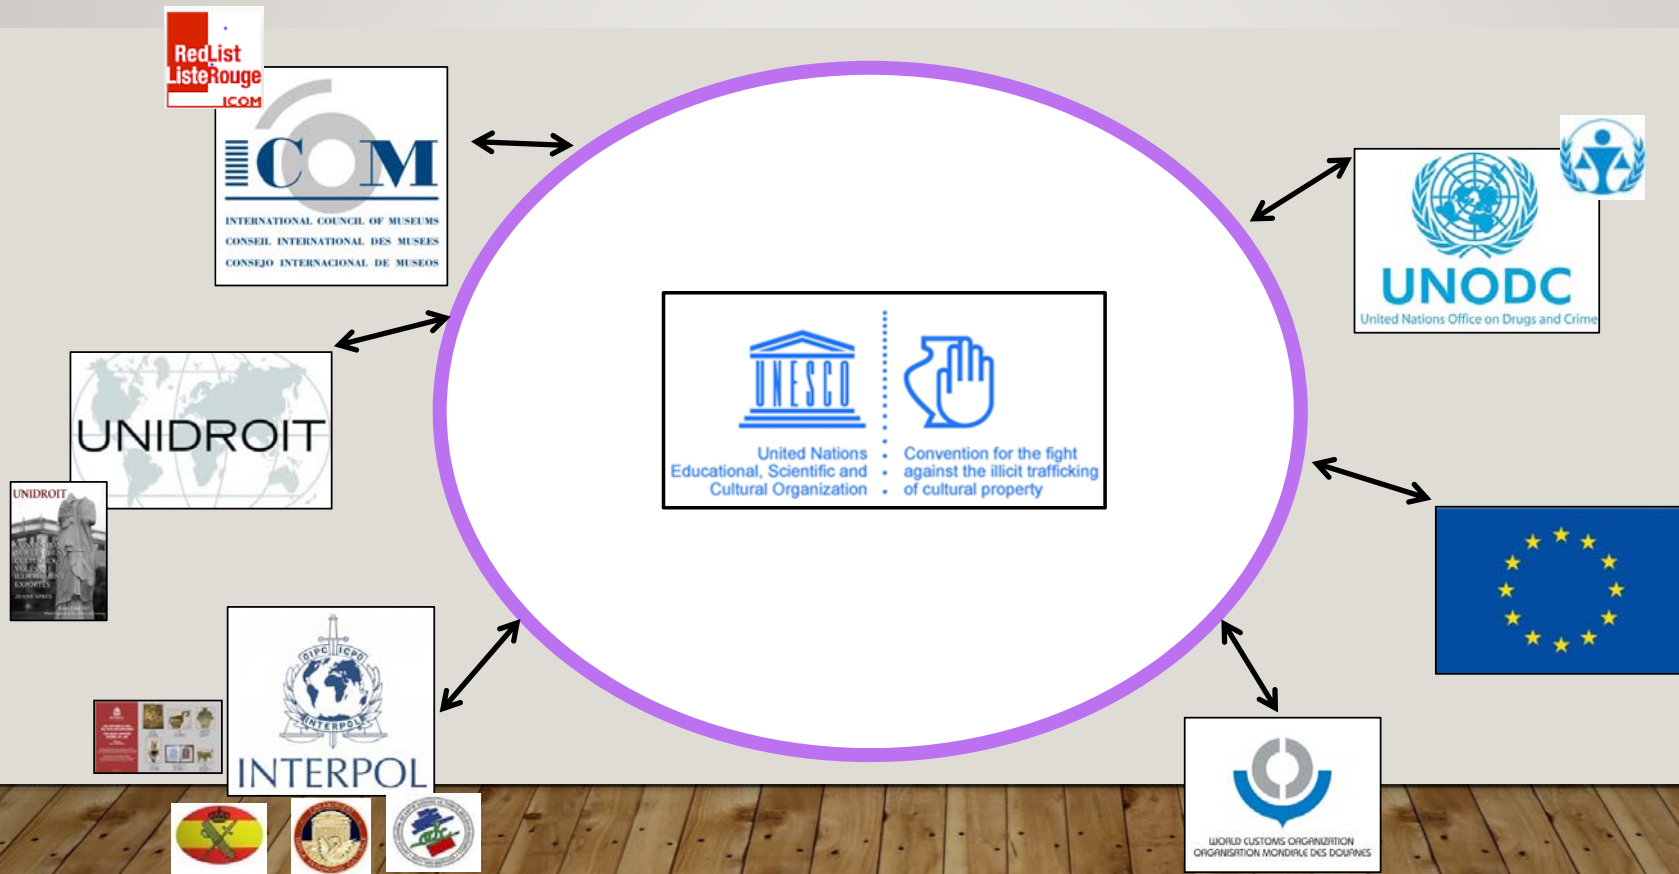 RedList
ListeRouge
ICOM
ICOM
INTERNATIONAL COUNCIL OF MUSEUMS
CONSEIL INTERNATIONAL DES MUSEES
CONSEJO INTERNACIONAL DE MUSEOS
UNODC
United Nations Office on Drugs and Crime
UNESCO
United Nations
Educational, Scientific and
Cultural Organization
Convention for the fight
against the illicit trafficking
of cultural property
UNIDROIT
UNIDROIT
OIPC ICPO
INTERPOL
INTERPOL
WORLD CUSTOMS ORGANIZATION
ORGANISATION MONDIALE DES DOUANES